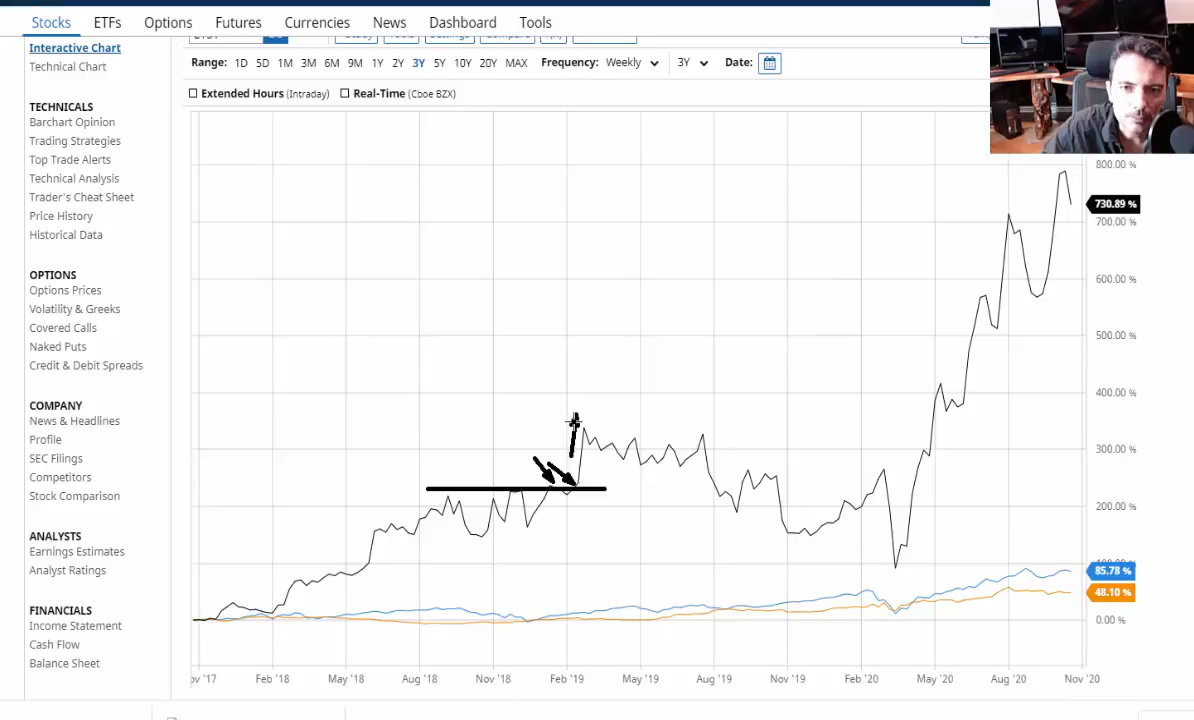 Stocks ETFs Options Futures Currencies News Dashboard Tools
Interactive Chart
Technical Chart
Range: 1D 5D 1M 3M 6M 9M 1Y 2Y 3Y 5Y 10Y 20Y MAX Frequency: Weekly 3Y Date:
Extended Hours (Intraday) Real-Time (Cboe BZX)
TECHNICALS
Barchart Opinion
Trading Strategies
Top Trade Alerts
Technical Analysis
Trader's Cheat Sheet
Price History
Historical Data
OPTIONS
Options Prices
Volatility & Greeks
Covered Calls
Naked Puts
Credit & Debit Spreads
COMPANY
News & Headlines
Profile
SEC Filings
Competitors
Stock Comparison
ANALYSTS
Earnings Estimates
Analyst Ratings
FINANCIALS
Income Statement
Cash Flow
Balance Sheet
800.00 %
730.89 %
700.00 %
600.00 %
500.00 %
400.00 %
300.00 %
200.00 %
85.78 %
48.10 %
0.00 %
Feb '18 May '18 Aug '18 Nov '18 Feb '19 May '19 Aug '19 Nov '19 Feb '20 May '20 Aug '20 Nov '20